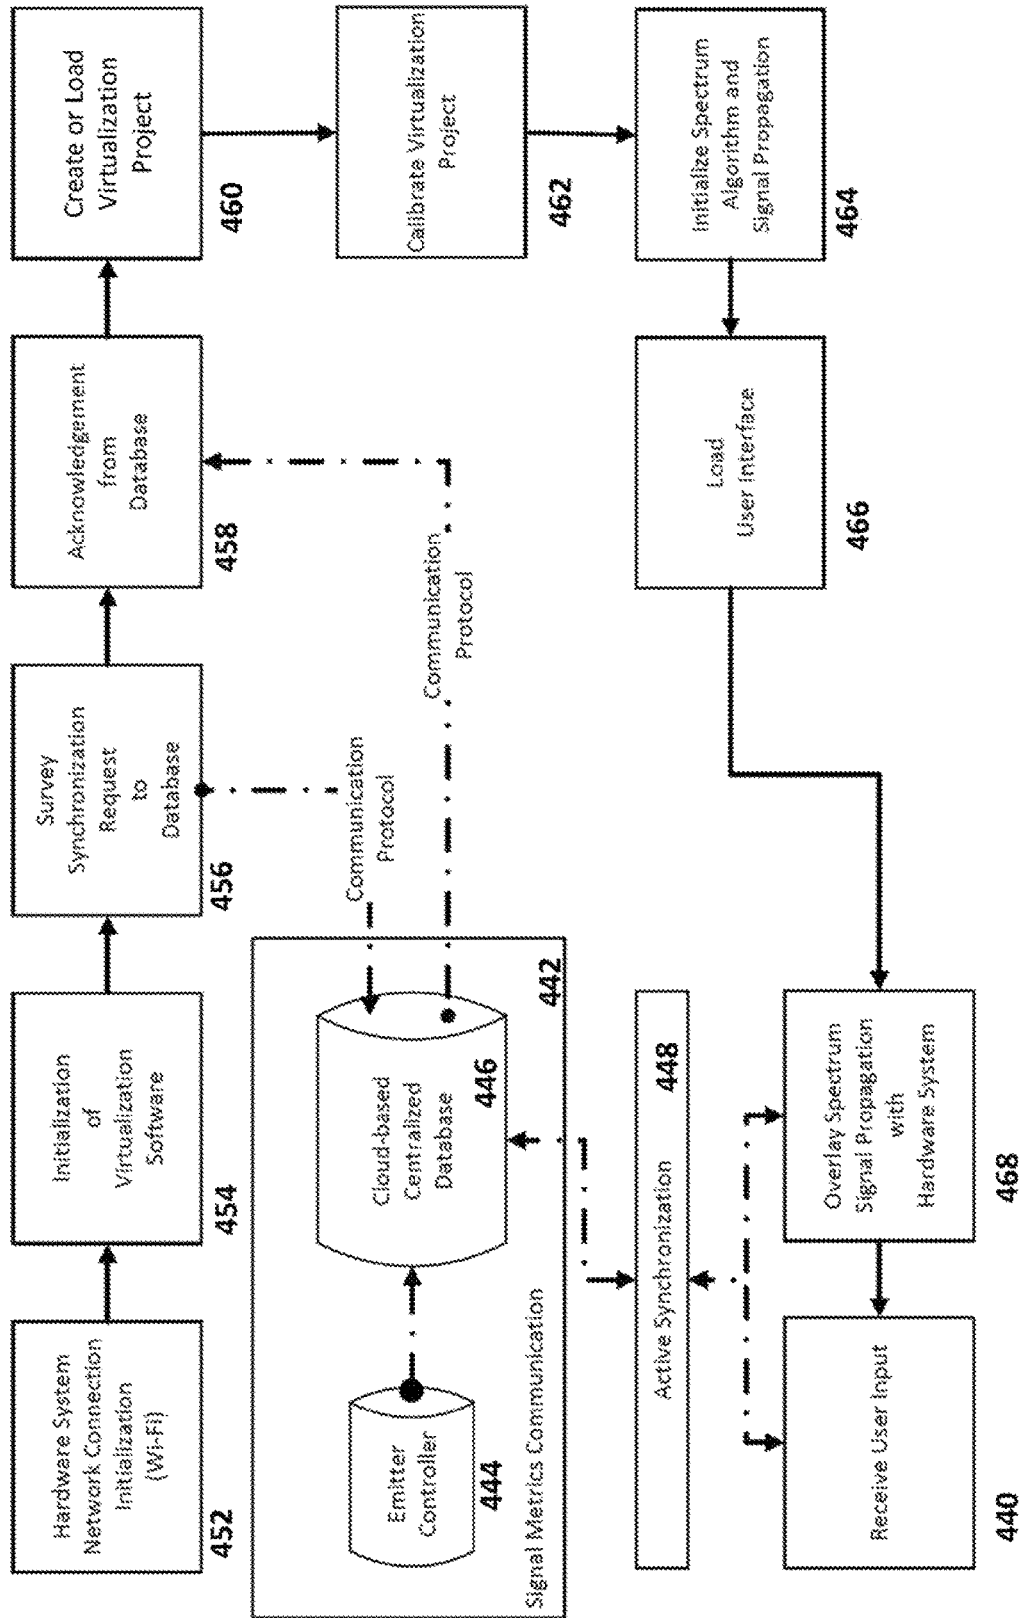 Hardware System
Network Connection
Initialization
(Wi-Fi)
452
Initialization
of
Virtualization
Software
454
Survey
Synchronization
Request
to
Database
456
Acknowledgement
from
Database
458
Create or Load
Virtualization
Project
460
Communication
Protocol
Communication
Protocol
Calibrate Virtualization
Project
462
Emitter
Controller
444
Cloud-based
Centralized
Database
446
Signal Metrics Communication
442
Active Synchronization
448
Initialize Spectrum
Algorithm and
Signal Propagation
464
Load
User Interface
466
Overlay Spectrum
Signal Propagation
with
Hardware System
468
Receive User Input
440